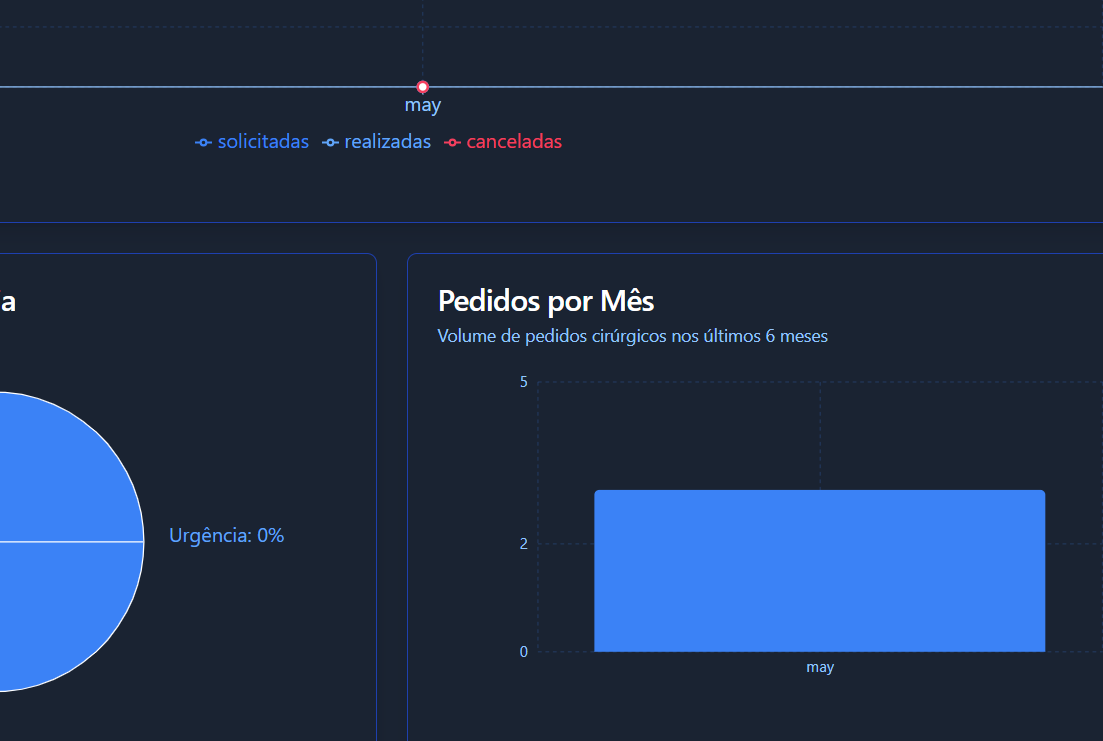 may
solicitadas realizadas canceladas
a
Pedidos por Mês
Volume de pedidos cirúrgicos nos últimos 6 meses
Urgência: 0%
5
2
0
may